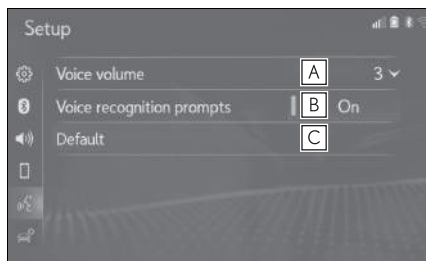 Setup
Voice volume A 3
Voice recognition prompts B On
Default C